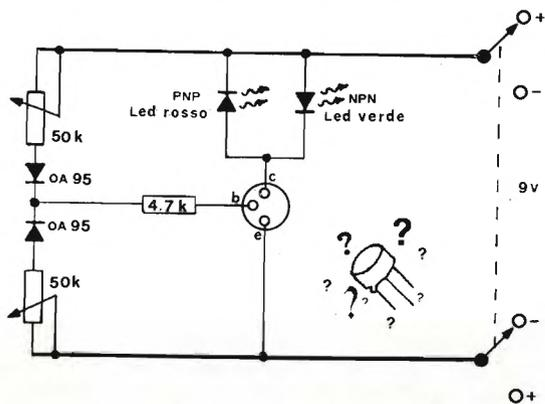 +
-
PNP
Led rosso
NPN
Led verde
50k
OA 95
9v
4.7k
c
b
e
OA 95
50k
? ? ? ? ? ? ? ?
-
+